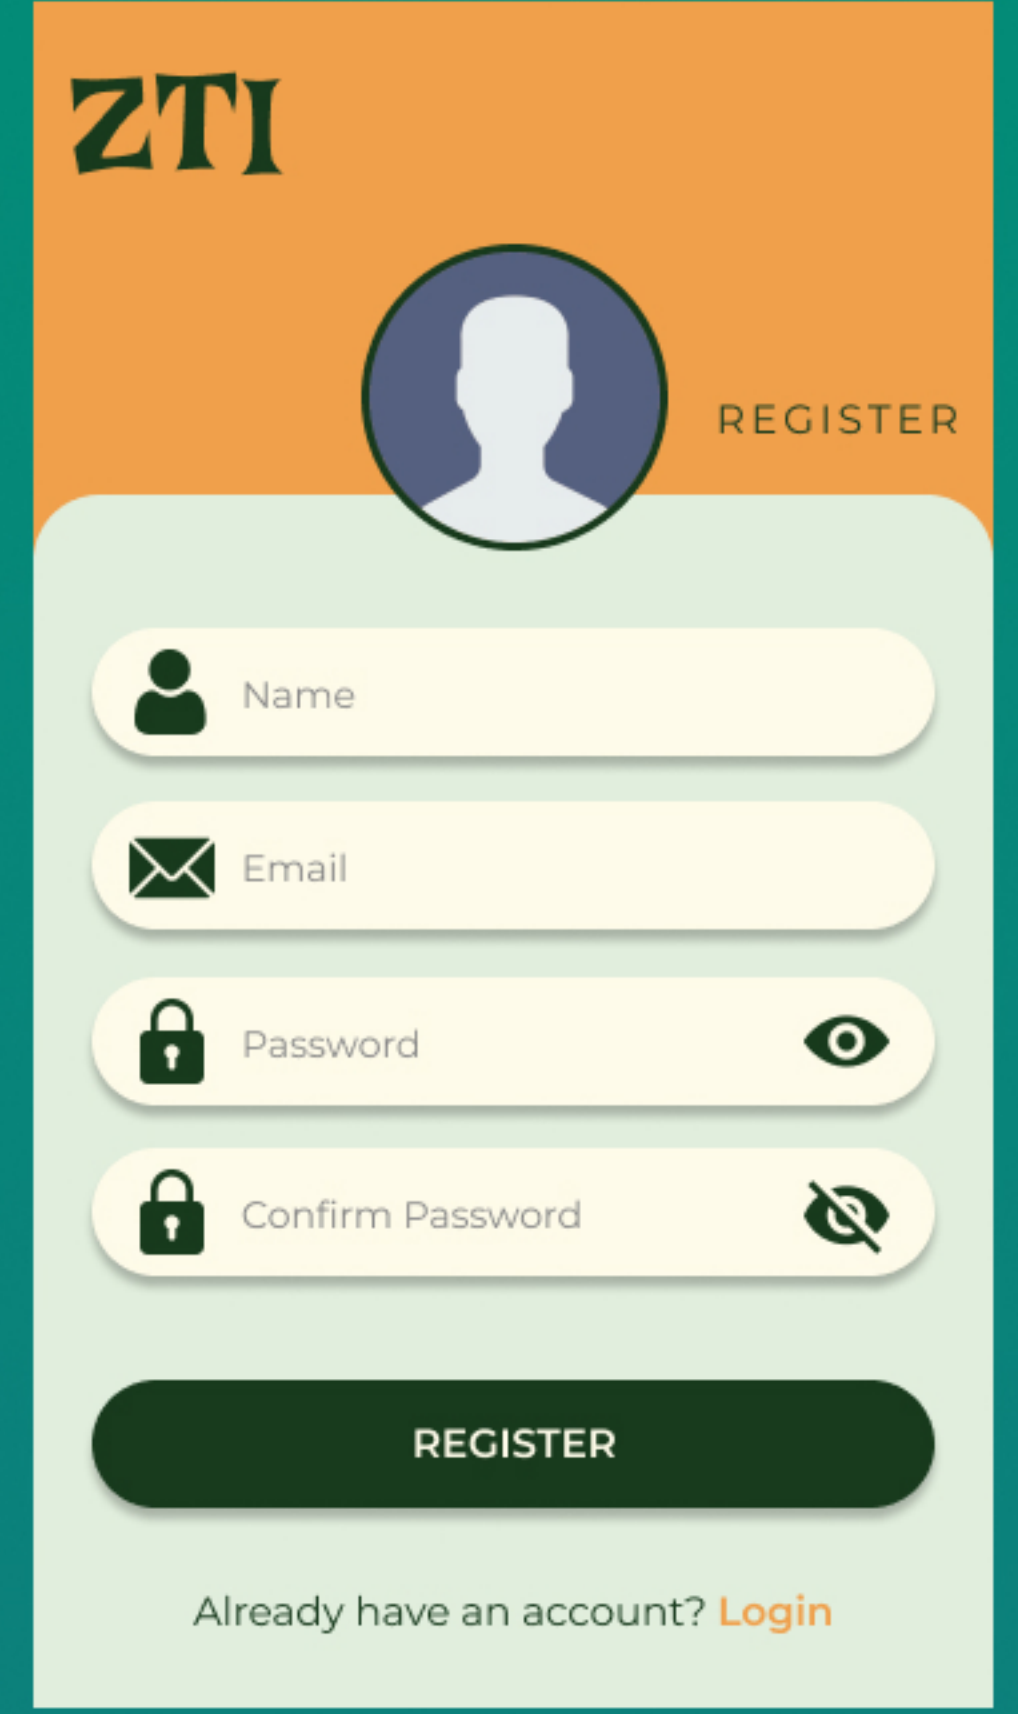 ZTI
REGISTER
Name
Email
Password
Confirm Password
REGISTER
Already have an account? Login